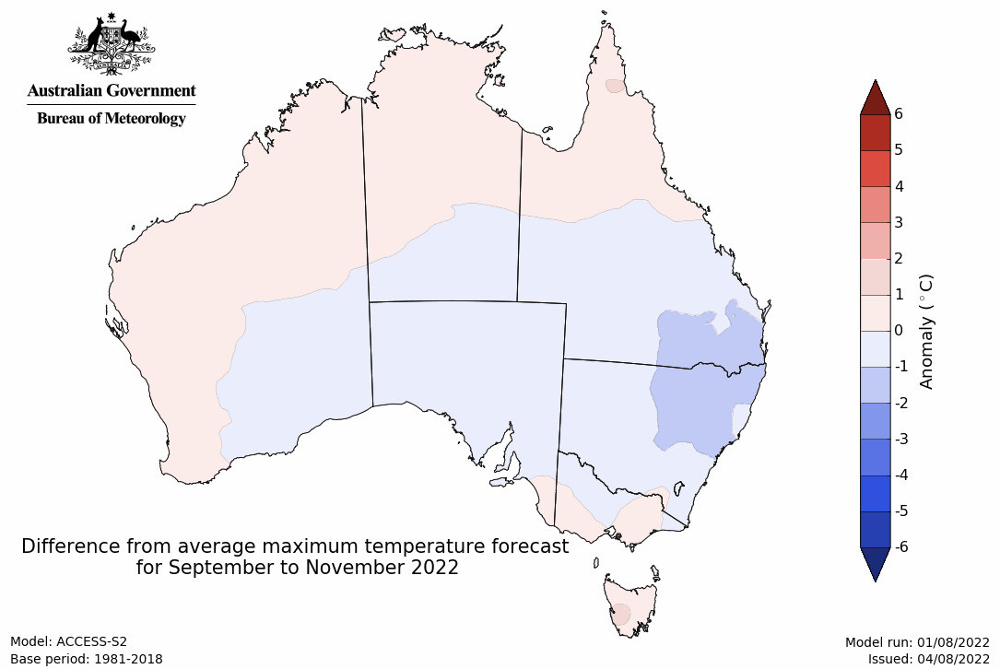 Australian Government
Bureau of Meteorology
6
5
4
3
2
1
0
-1
-2
-3
-4
-5
-6
Anomaly (°C)
Difference from average maximum temperature forecast
for September to November 2022
Model: ACCESS-S2
Base period: 1981-2018
Model run: 01/08/2022
Issued: 04/08/2022